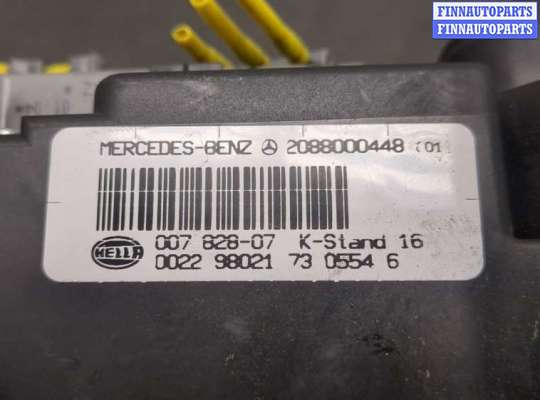 FINNAUTOPARTS
FINNAUTOPARTS
MERCEDES-BENZ 2088000448 (01)
007 828-07 K-Stand 16
HELLA
0022 98021 73 0554 6